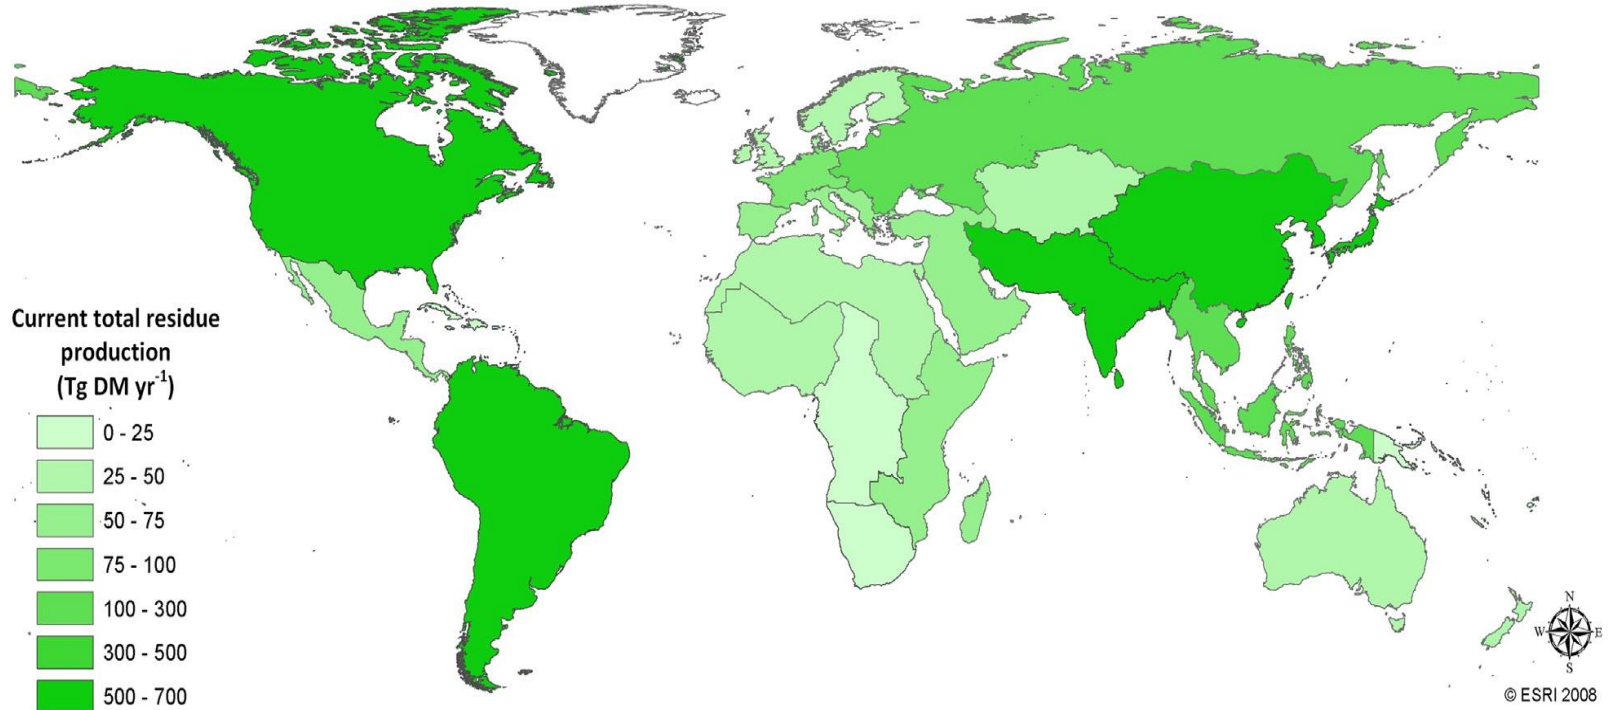 Current total residue
production
(Tg DM yr-1)
0 - 25
25 - 50
50 - 75
75 - 100
100 - 300
300 - 500
500 - 700
N
W E
S
© ESRI 2008